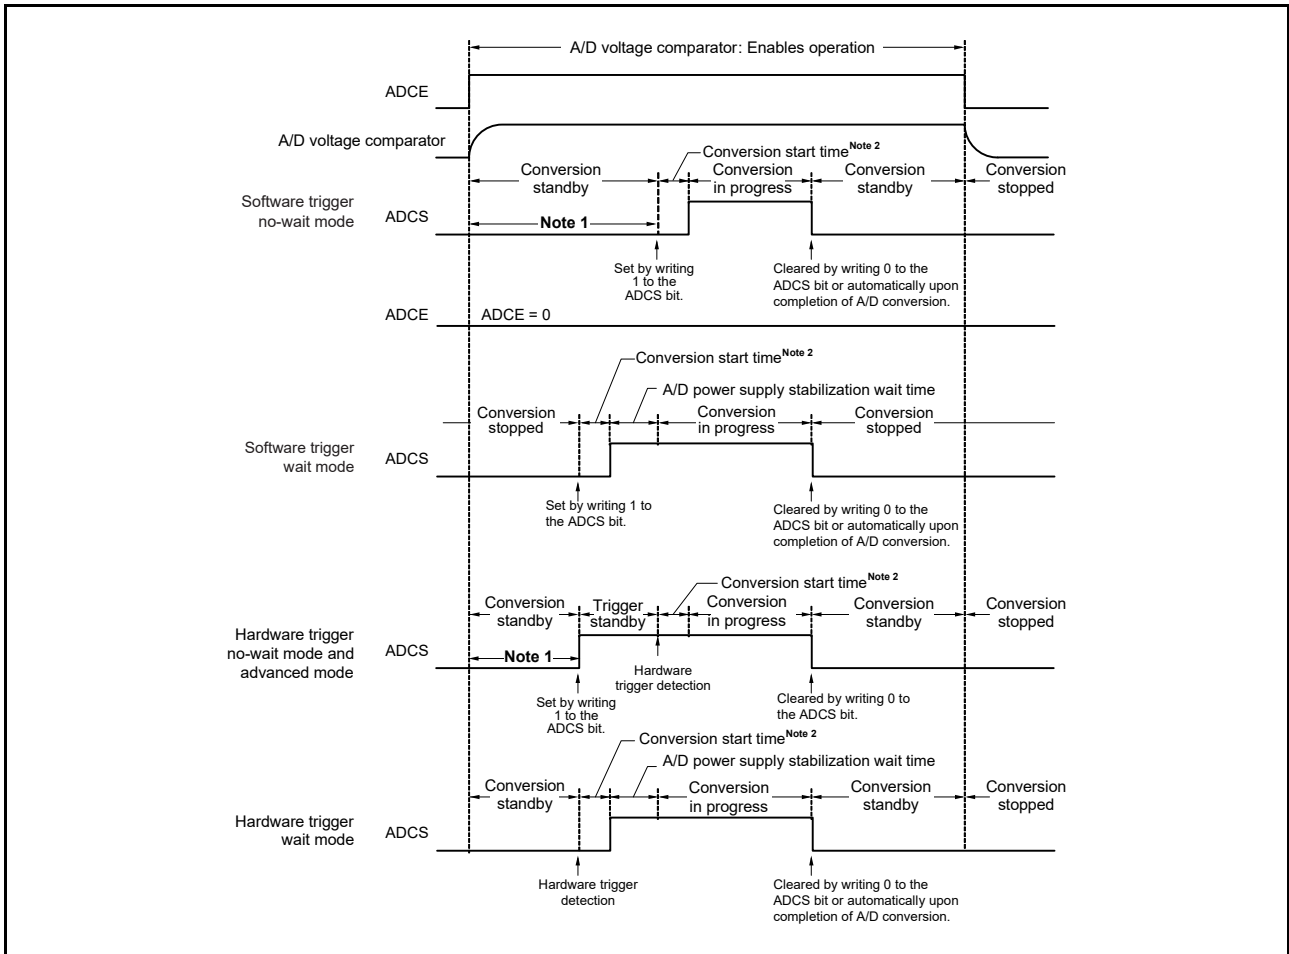 A/D voltage comparator: Enables operation
ADCE
A/D voltage comparator
Conversion start time Note 2
Conversion
standby
Conversion
in progress
Conversion
standby
Conversion
stopped
Software trigger
no-wait mode
ADCS
Note 1
Set by writing
1 to the
ADCS bit.
Cleared by writing 0 to the
ADCS bit or automatically upon
completion of A/D conversion.
ADCE
ADCE = 0
Conversion start time Note 2
A/D power supply stabilization wait time
Conversion
stopped
Conversion
in progress
Conversion
stopped
Software trigger
wait mode
ADCS
Set by writing 1 to
the ADCS bit.
Cleared by writing 0 to the
ADCS bit or automatically upon
completion of A/D conversion.
Conversion start time Note 2
Conversion
standby
Trigger
standby
Conversion
in progress
Conversion
standby
Conversion
stopped
Hardware trigger
no-wait mode and
advanced mode
ADCS
Note 1
Hardware
trigger detection
Set by writing
1 to the
ADCS bit.
Cleared by writing 0 to
the ADCS bit.
Conversion start time Note 2
A/D power supply stabilization wait time
Conversion
standby
Conversion
in progress
Conversion
standby
Conversion
stopped
Hardware trigger
wait mode
ADCS
Hardware trigger
detection
Cleared by writing 0 to the
ADCS bit or automatically upon
completion of A/D conversion.